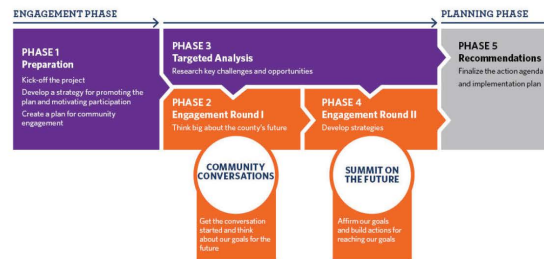 ENGAGEMENT PHASE
PLANNING PHASE
PHASE 1
Preparation
Kick-off the project
Develop a strategy for promoting the
plan and motivating participation
Create a plan for community
engagement
PHASE 3
Targeted Analysis
Research key challenges and opportunities
PHASE 2
Engagement Round I
Think big about the county's future
PHASE 4
Engagement Round II
Develop strategies
PHASE 5
Recommendations
Finalize the action agenda
and implementation plan
COMMUNITY
CONVERSATIONS
Get the conversation
started and think
about our goals for the
future
SUMMIT ON
THE FUTURE
Affirm our goals
and build actions for
reaching our goals